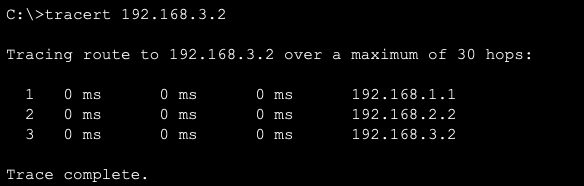 C:\>tracert 192.168.3.2
Tracing route to 192.168.3.2 over a maximum of 30 hops:
1 0 ms 0 ms 0 ms 192.168.1.1
2 0 ms 0 ms 0 ms 192.168.2.2
3 0 ms 0 ms 0 ms 192.168.3.2
Trace complete.